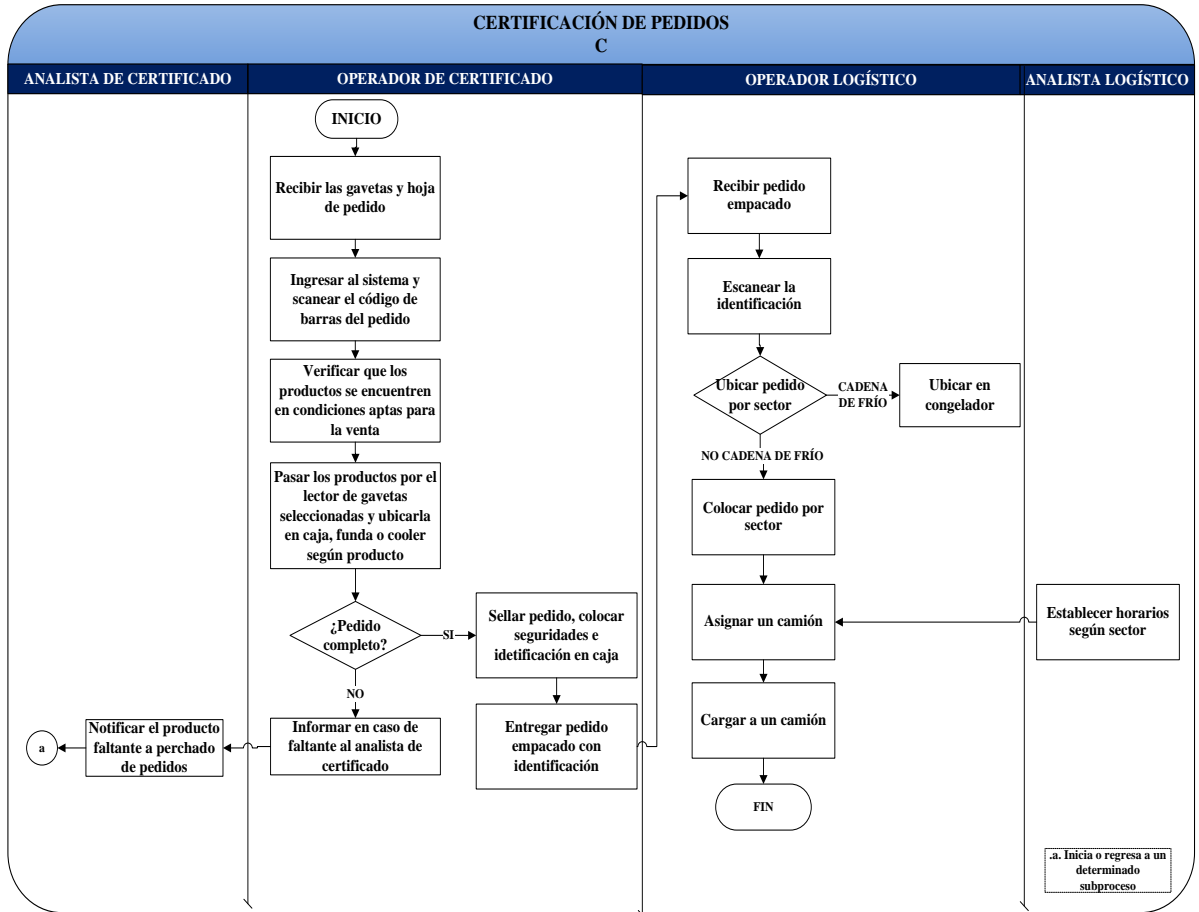 CERTIFICACIÓN DE PEDIDOS
C
ANALISTA DE CERTIFICADO
OPERADOR DE CERTIFICADO
OPERADOR LOGÍSTICO
ANALISTA LOGÍSTICO
INICIO
Recibir las gavetas y hoja
de pedido
Ingresar al sistema y
scanear el código de
barras del pedido
Verificar que los
productos se encuentren
en condiciones aptas para
la venta
Pasar los productos por el
lector de gavetas
seleccionadas y ubicarla
en caja, funda o cooler
según producto
¿Pedido
completo?
SI
NO
Sellar pedido, colocar
seguridades e
idetificación en caja
Entregar pedido
empacado con
identificación
Informar en caso de
faltante al analista de
certificado
Notificar el producto
faltante a perchado
de pedidos
a
Recibir pedido
empacado
Escanear la
identificación
Ubicar pedido
por sector
CADENA
DE FRÍO
Ubicar en
congelador
NO CADENA DE FRÍO
Colocar pedido por
sector
Asignar un camión
Establecer horarios
según sector
Cargar a un camión
FIN
.a. Inicia o regresa a un
determinado
subproceso